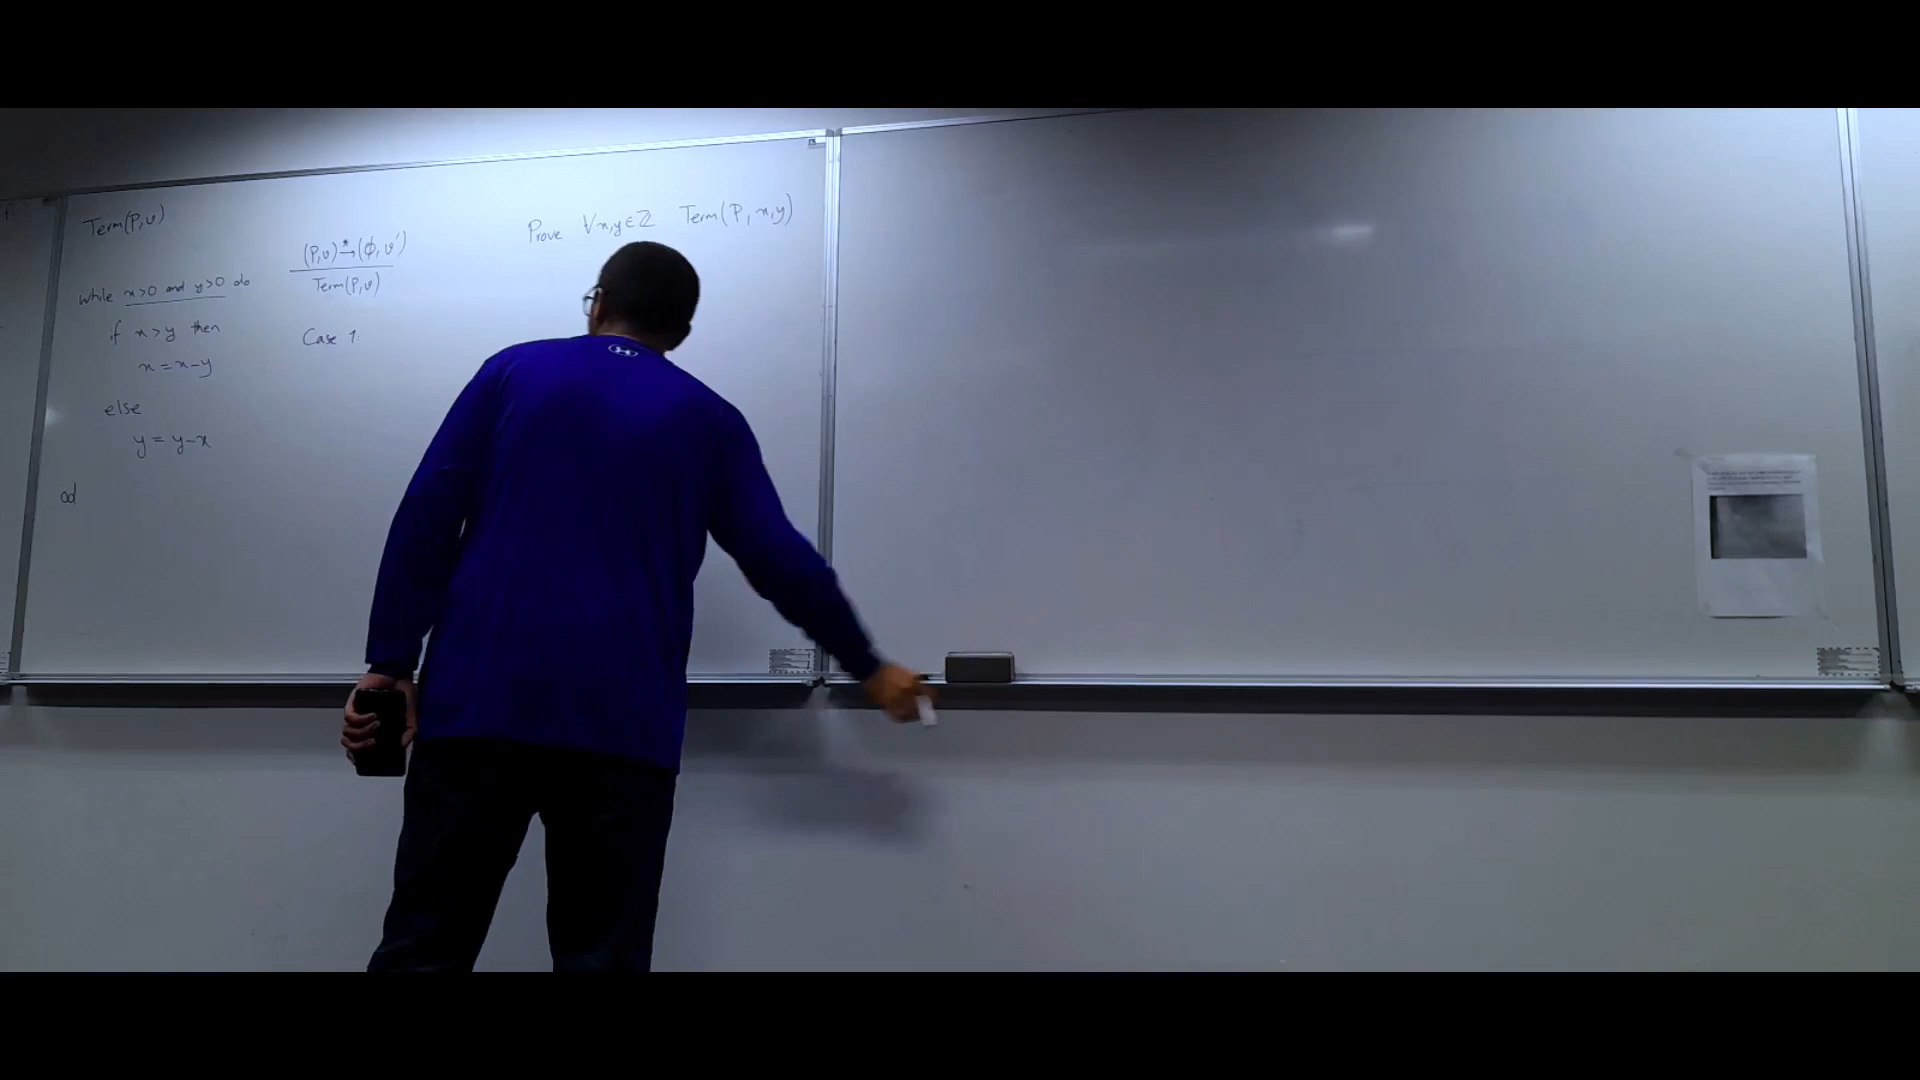 Term(P,v)
while x>0 and y>0 do
if x>y then
x = x-y
else
y = y-x
od
(P,v) →* (ϕ,v')
Term(P,v)
Case 1:
Prove ∀x,y∈ℤ Term(P, x,y)